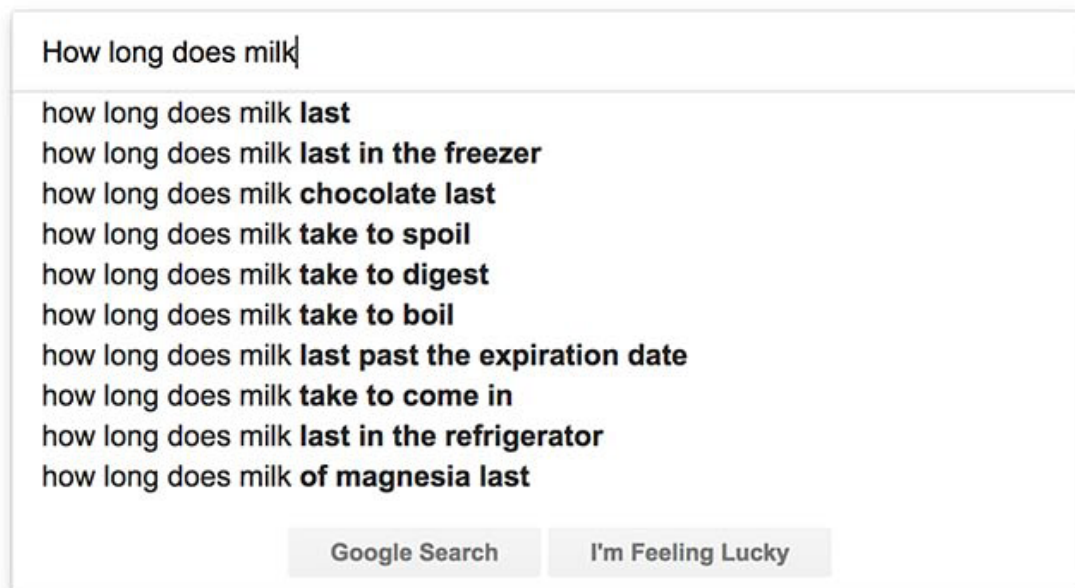 How long does milk
how long does milk last
how long does milk last in the freezer
how long does milk chocolate last
how long does milk take to spoil
how long does milk take to digest
how long does milk take to boil
how long does milk last past the expiration date
how long does milk take to come in
how long does milk last in the refrigerator
how long does milk of magnesia last
Google Search I'm Feeling Lucky